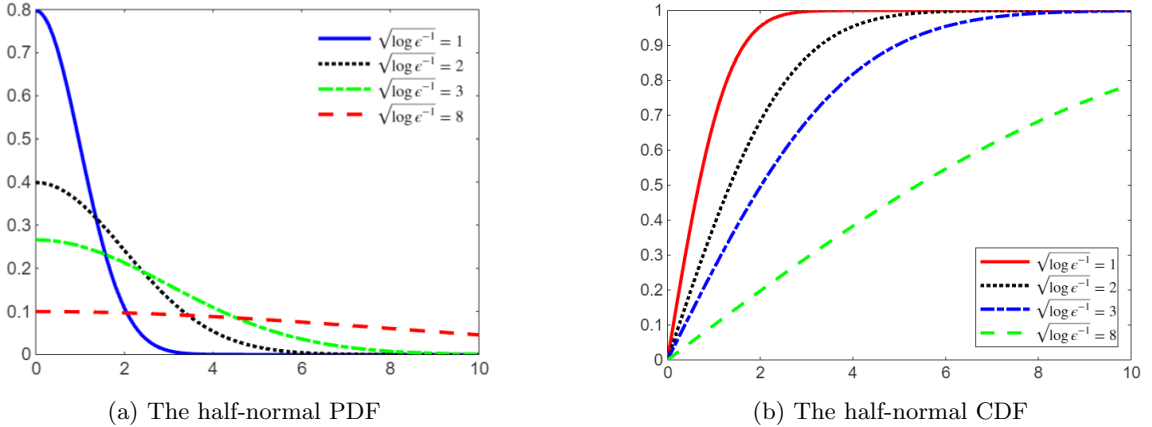 0.8
0.7
0.6
0.5
0.4
0.3
0.2
0.1
0
0 2 4 6 8 10
√log ϵ⁻¹ = 1
√log ϵ⁻¹ = 2
√log ϵ⁻¹ = 3
√log ϵ⁻¹ = 8
(a) The half-normal PDF
1
0.9
0.8
0.7
0.6
0.5
0.4
0.3
0.2
0.1
0
0 2 4 6 8 10
√log ϵ⁻¹ = 1
√log ϵ⁻¹ = 2
√log ϵ⁻¹ = 3
√log ϵ⁻¹ = 8
(b) The half-normal CDF